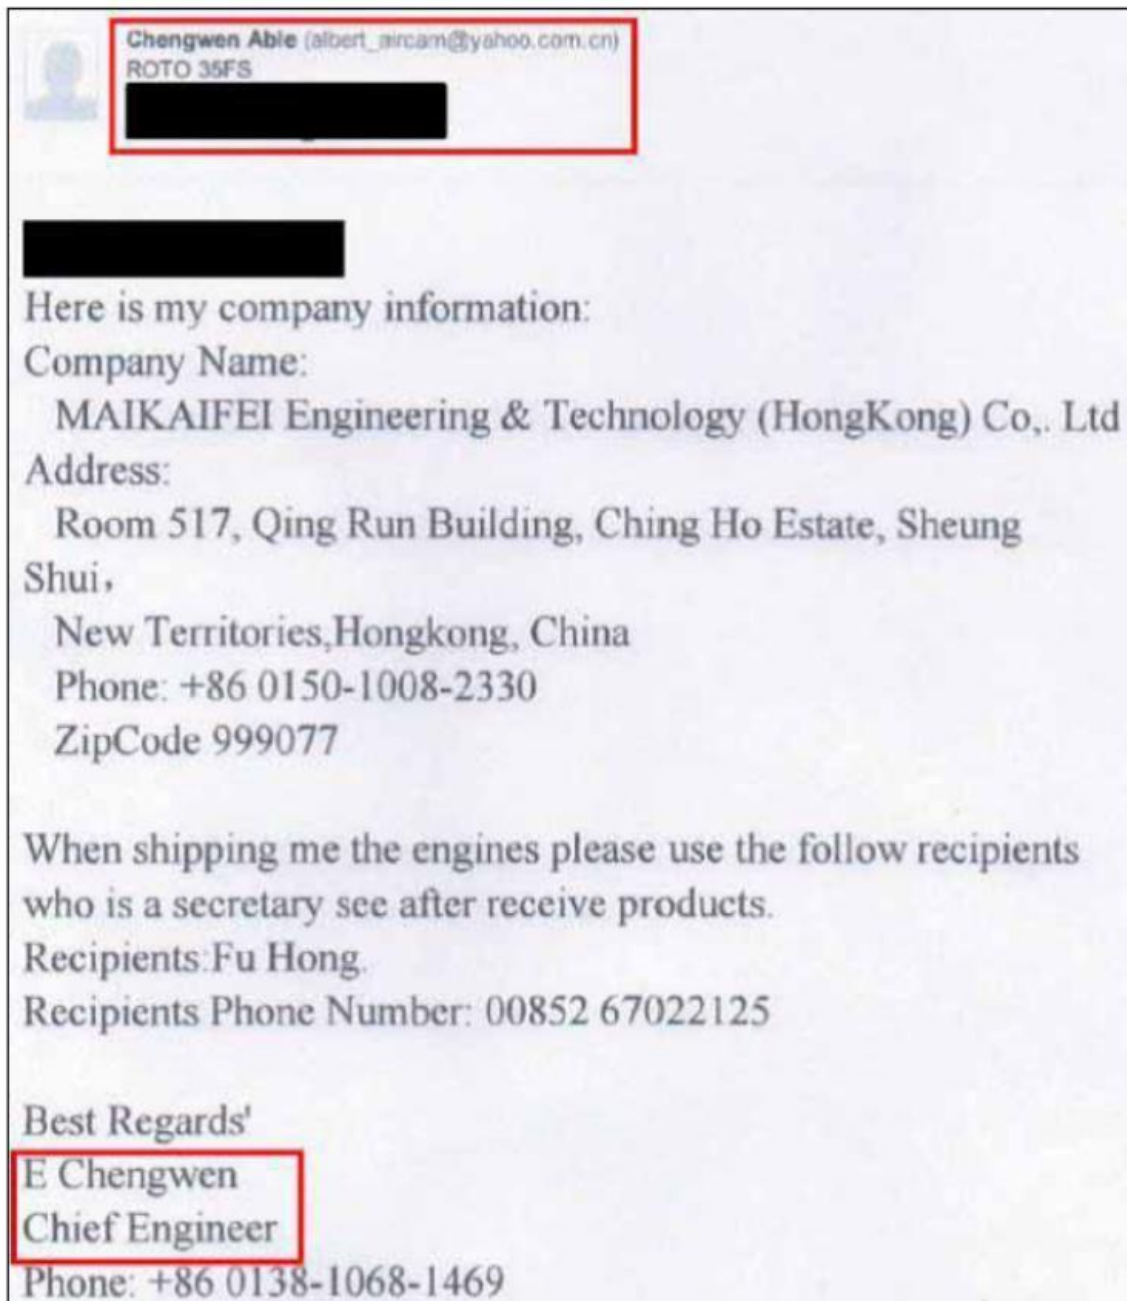 Chengwen Able (albert_aircam@yahoo.com.cn)
ROTO 35FS
Here is my company information:
Company Name:
MAIKAIFEI Engineering & Technology (HongKong) Co,. Ltd
Address:
Room 517, Qing Run Building, Ching Ho Estate, Sheung
Shui，
New Territories,Hongkong, China
Phone: +86 0150-1008-2330
ZipCode 999077
When shipping me the engines please use the follow recipients
who is a secretary see after receive products.
Recipients:Fu Hong.
Recipients Phone Number: 00852 67022125
Best Regards'
E Chengwen
Chief Engineer
Phone: +86 0138-1068-1469